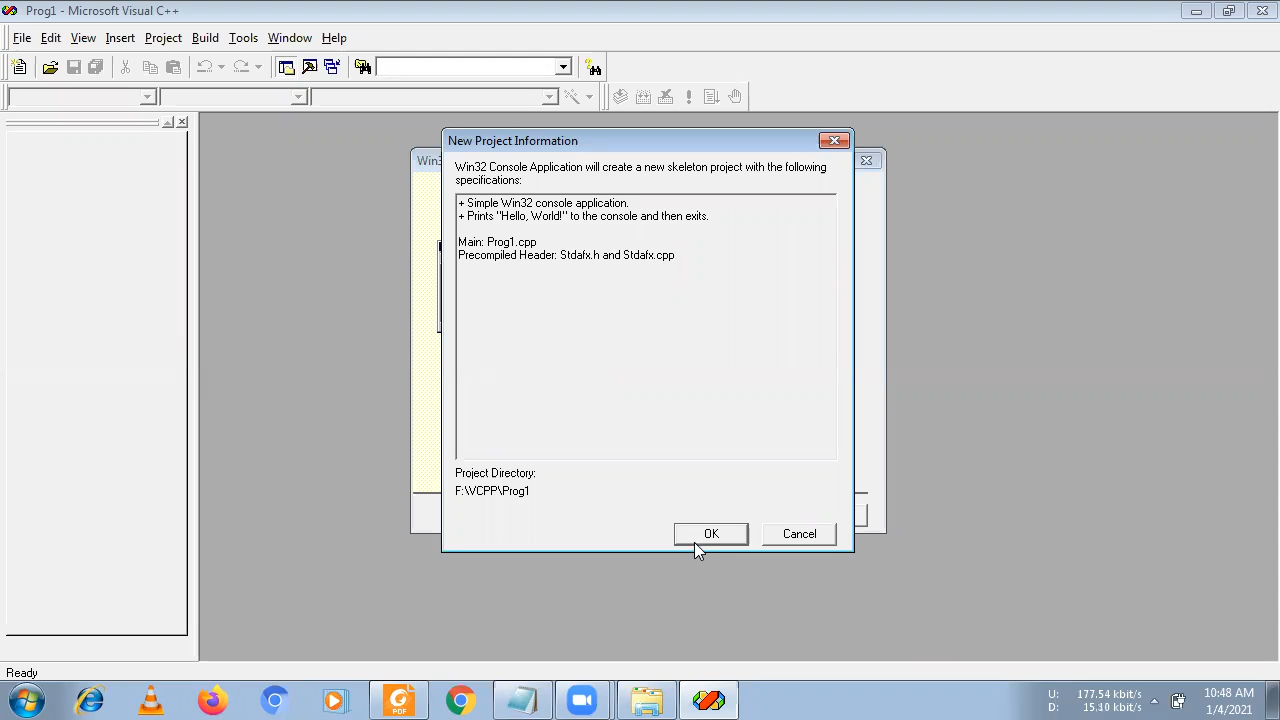 Prog1 - Microsoft Visual C++
File Edit View Insert Project Build Tools Window Help
New Project Information
Win3
Win32 Console Application will create a new skeleton project with the following
specifications:
+ Simple Win32 console application.
+ Prints "Hello, World!" to the console and then exits.
Main: Prog1.cpp
Precompiled Header: Stdafx.h and Stdafx.cpp
Project Directory:
F:\VCPP\Prog1
OK Cancel
Ready
PDF
U: 177.54 kbit/s
D: 15.10 kbit/s
10:48 AM
1/4/2021